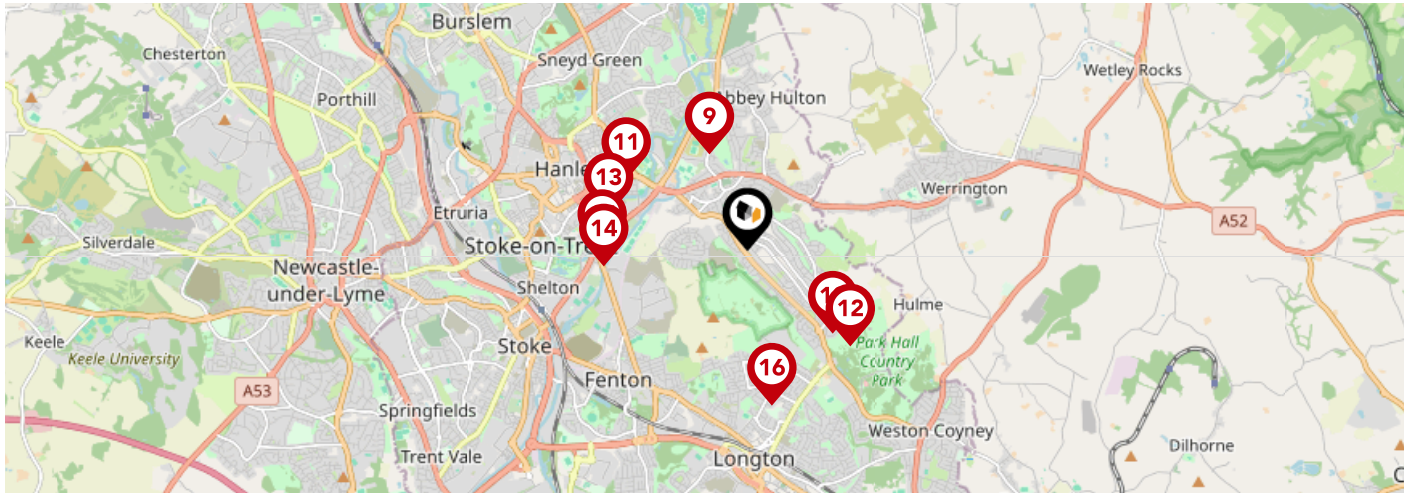 Burslem
Chesterton
Sneyd Green
Wetley Rocks
Porthill
Abbey Hulton
9
11
Hanle
13
Werrington
Etruria
A52
14
Silverdale
Stoke-on-Tre
Newcastle-
under-Lyme
Shelton
12
Hulme
Keele
Stoke
Park Hall
Country
Park
Keele University
16
Fenton
A53
Springfields
Weston Coyney
Trent Vale
Longton
Dilhorne